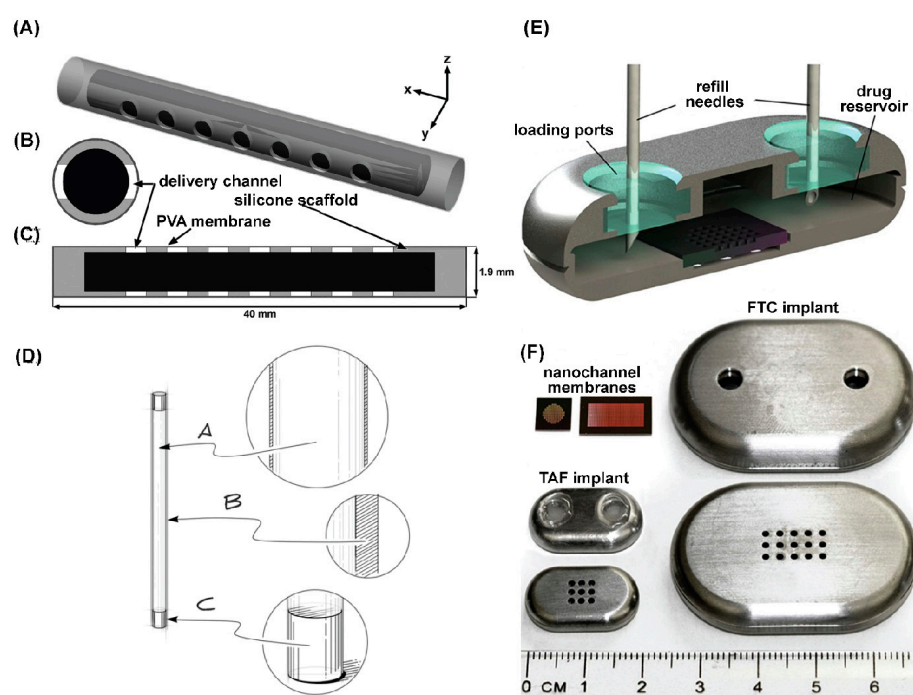 (A)
z
x
y
(B)
delivery channel
silicone scaffold
PVA membrane
(C)
1.9 mm
40 mm
(D)
A
B
C
(E)
refill
needles
drug
reservoir
loading ports
(F)
FTC implant
nanochannel
membranes
TAF implant
0 CM 1 2 3 4 5 6